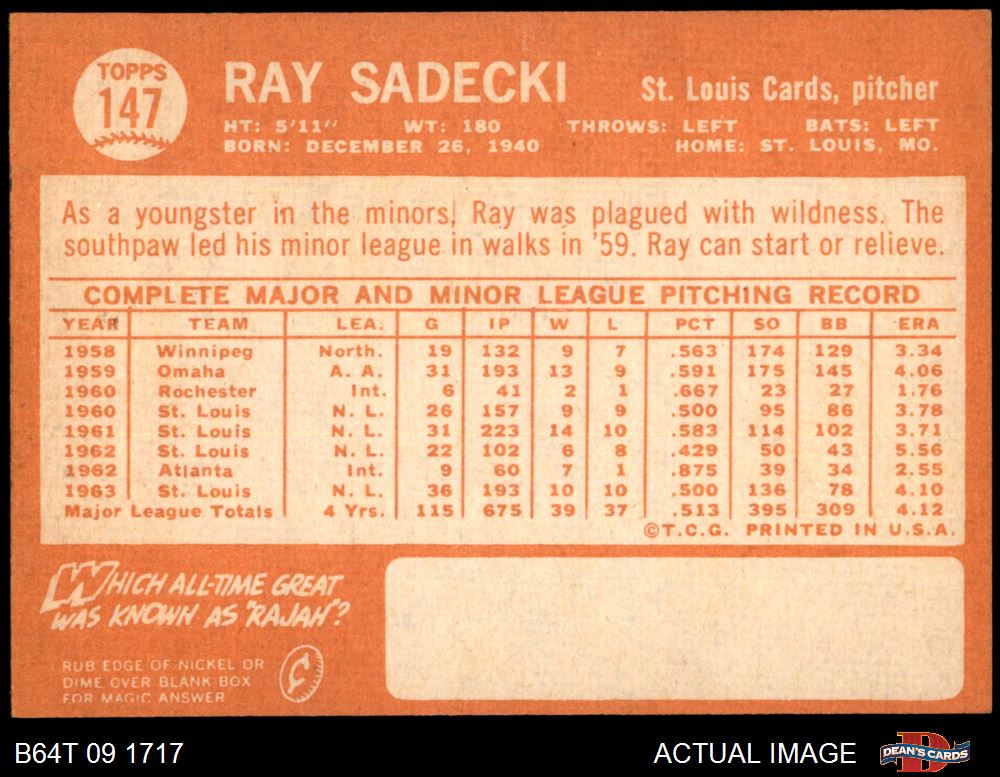 TOPPS
147
RAY SADECKI
St. Louis Cards, pitcher
HT: 5'11" WT: 180 THROWS: LEFT BATS: LEFT
BORN: DECEMBER 26, 1940 HOME: ST. LOUIS, MO.
As a youngster in the minors, Ray was plagued with wildness. The
southpaw led his minor league in walks in '59. Ray can start or relieve.
COMPLETE MAJOR AND MINOR LEAGUE PITCHING RECORD
YEAR TEAM LEA. G IP W L PCT SO BB ERA
1958 Winnipeg North. 19 132 9 7 .563 174 129 3.34
1959 Omaha A. A. 31 193 13 9 .591 175 145 4.06
1960 Rochester Int. 6 41 2 1 .667 23 27 1.76
1960 St. Louis N. L. 26 157 9 9 .500 95 86 3.78
1961 St. Louis N. L. 31 223 14 10 .583 114 102 3.71
1962 St. Louis N. L. 22 102 6 8 .429 50 43 5.56
1962 Atlanta Int. 9 60 7 1 .875 39 34 2.55
1963 St. Louis N. L. 36 193 10 10 .500 136 78 4.10
Major League Totals 4 Yrs. 115 675 39 37 .513 395 309 4.12
©T.C.G. PRINTED IN U.S.A.
WHICH ALL-TIME GREAT
WAS KNOWN AS "RAJAH"?
RUB EDGE OF NICKEL OR
DIME OVER BLANK BOX
FOR MAGIC ANSWER
¢
B64T 09 1717
ACTUAL IMAGE
D
DEAN'S CARDS